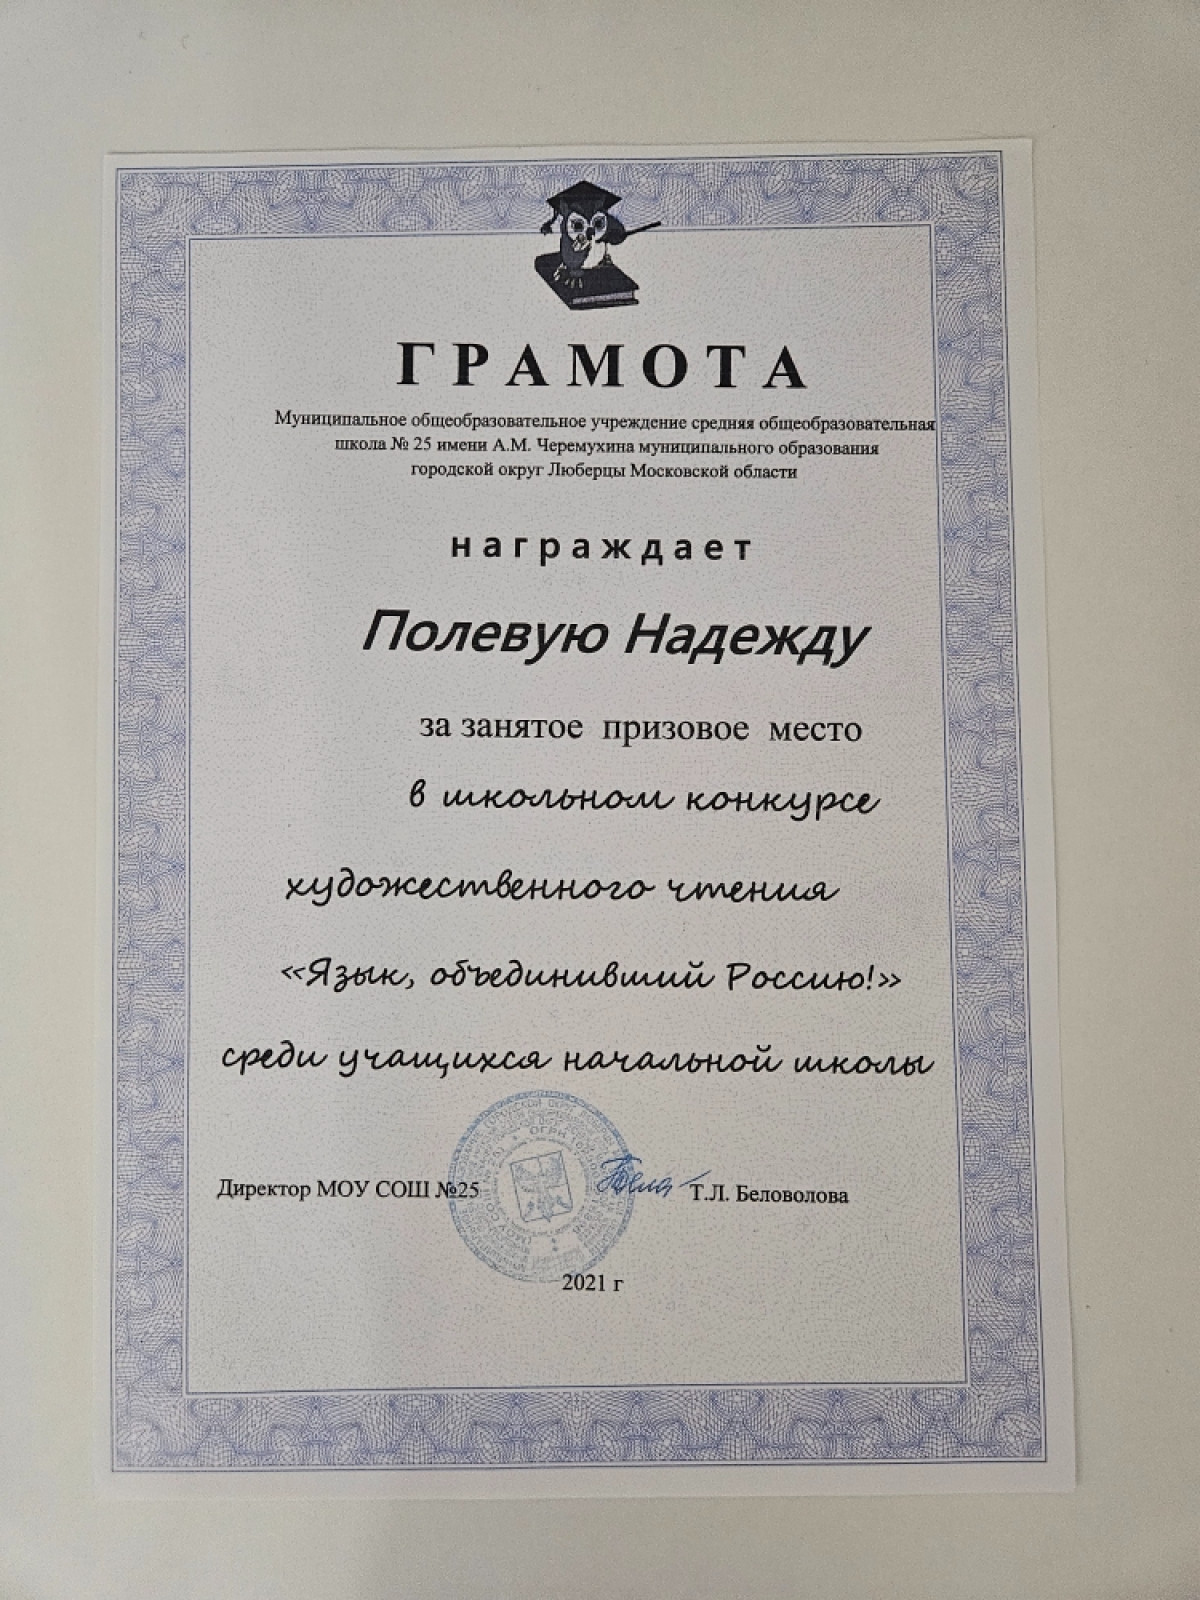 ГРАМОТА
Муниципальное общеобразовательное учреждение средняя общеобразовательная
школа № 25 имени А.М. Черемухина муниципального образования
городской округ Люберцы Московской области
награждает
Полевую Надежду
за занятое призовое место
в школьном конкурсе
художественного чтения
«Язык, объединивший Россию!»
среди учащихся начальной школы
Директор МОУ СОШ №25 Т.Л. Беловолова
2021 г